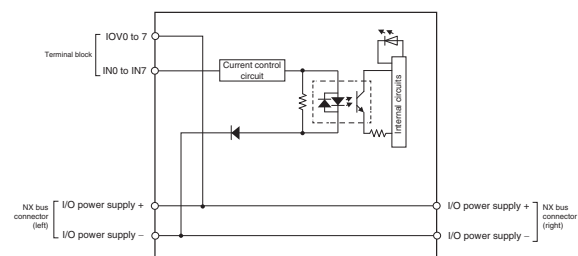 IOV0 to 7
Terminal block
IN0 to IN7
Current control
circuit
Internal circuits
NX bus
connector
(left)
I/O power supply +
I/O power supply −
I/O power supply +
I/O power supply −
NX bus
connector
(right)